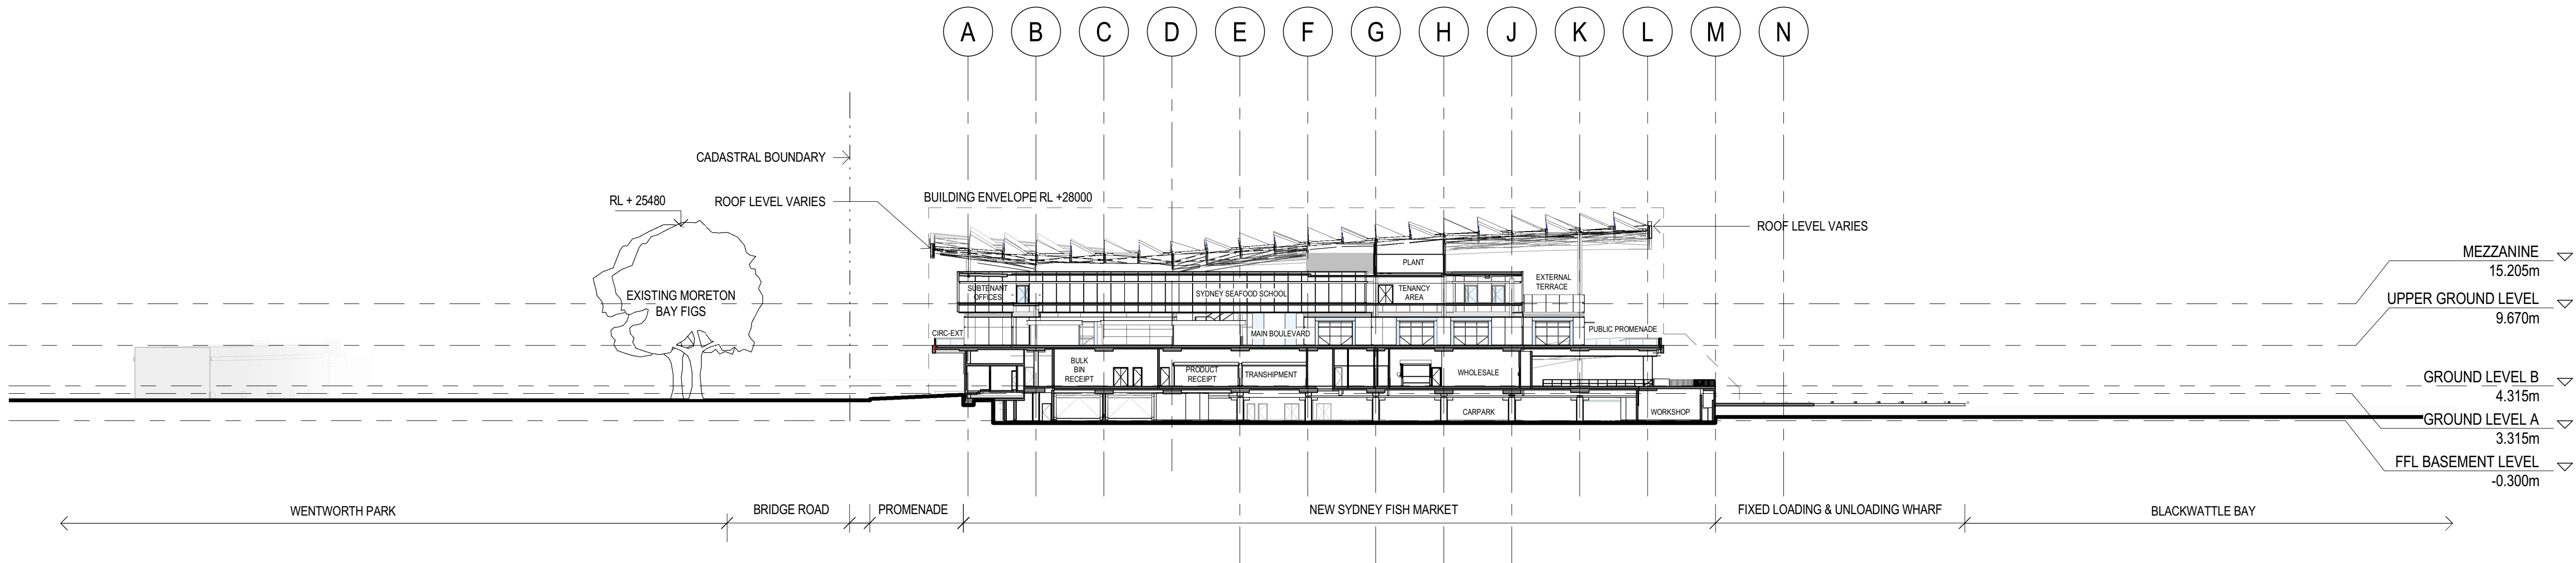 A B C D E F G H J K L M N
CADASTRAL BOUNDARY
RL + 25480
ROOF LEVEL VARIES
BUILDING ENVELOPE RL +28000
ROOF LEVEL VARIES
MEZZANINE
15.205m
UPPER GROUND LEVEL
9.670m
GROUND LEVEL B
4.315m
GROUND LEVEL A
3.315m
FFL BASEMENT LEVEL
-0.300m
EXISTING MORETON
BAY FIGS
PLANT
SUBTENANT
OFFICES
SYDNEY SEAFOOD SCHOOL
TENANCY
AREA
EXTERNAL
TERRACE
CIRC-EXT
MAIN BOULEVARD
PUBLIC PROMENADE
BULK
BIN
RECEIPT
PRODUCT
RECEIPT
TRANSHIPMENT
WHOLESALE
CARPARK
WORKSHOP
WENTWORTH PARK
BRIDGE ROAD
PROMENADE
NEW SYDNEY FISH MARKET
FIXED LOADING & UNLOADING WHARF
BLACKWATTLE BAY